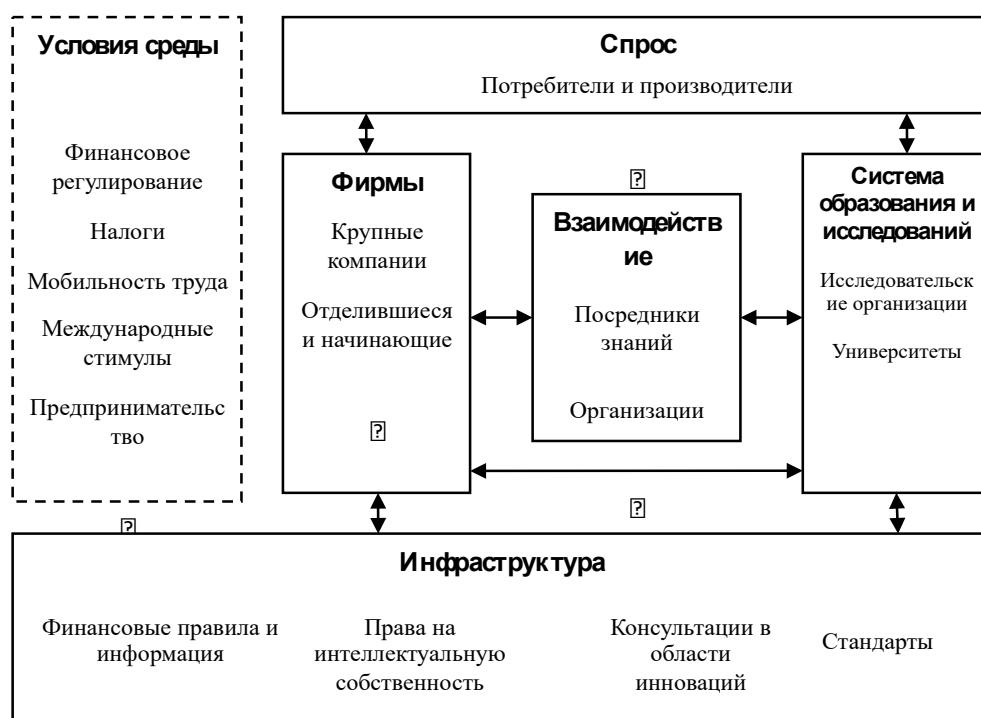 Условия среды
Финансовое
регулирование
Налоги
Мобильность труда
Международные
стимулы
Предпринимательс
тво
Спрос
Потребители и производители
Фирмы
Крупные
компании
Отделившиеся
и начинающие
Взаимодейств
ие
Посредники
знаний
Организации
Система
образования и
исследований
Исследовательск
ие организации
Университеты
Инфраструктура
Финансовые правила и
информация
Права на
интеллектуальную
собственность
Консультации в
области
инноваций
Стандарты